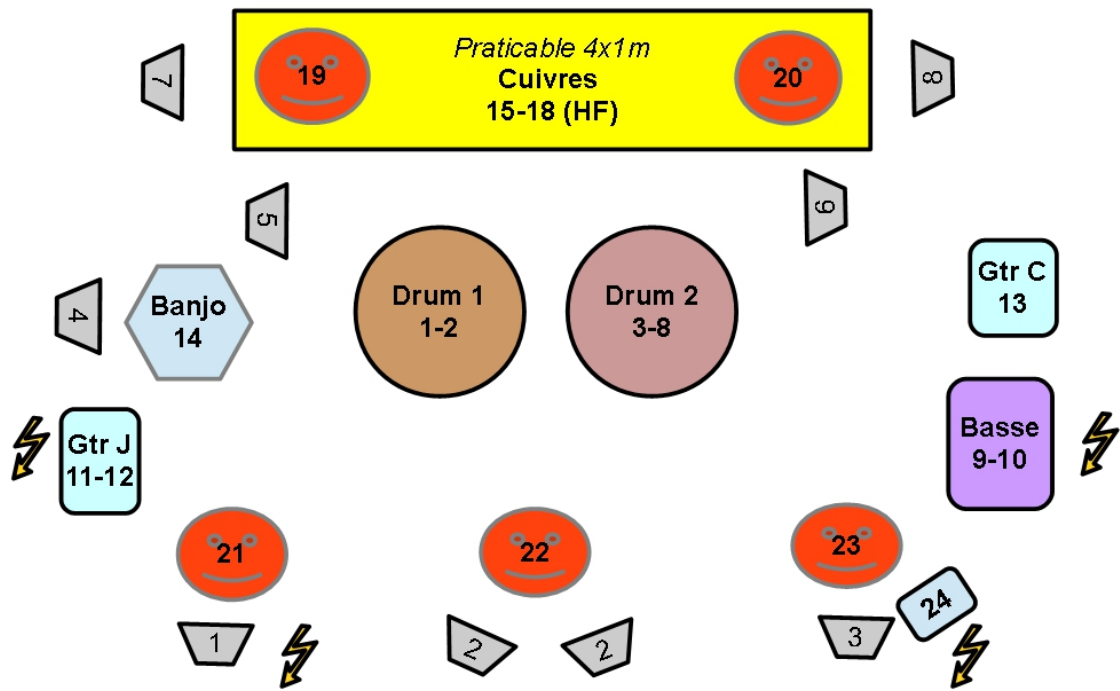 7
19
Praticable 4x1m
Cuivres
15-18 (HF)
20
8
5
6
Drum 1
1-2
Drum 2
3-8
Gtr C
13
4
Banjo
14
Gtr J
11-12
Basse
9-10
21
22
23
24
1
2
2
3